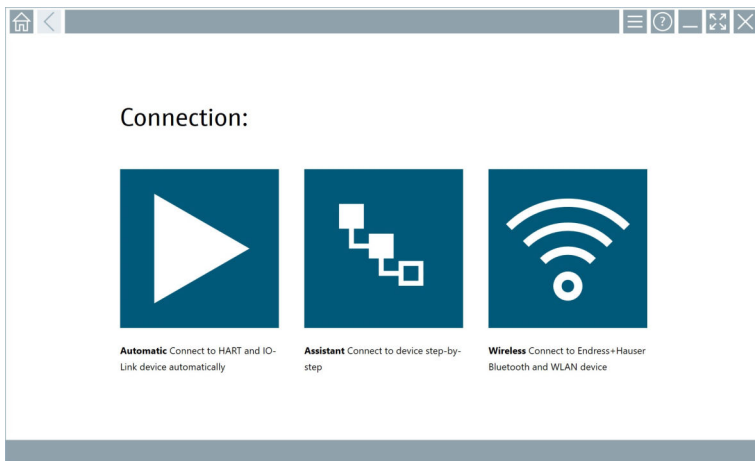 Connection:
Automatic Connect to HART and IO-
Link device automatically
Assistant Connect to device step-by-
step
Wireless Connect to Endress+Hauser
Bluetooth and WLAN device